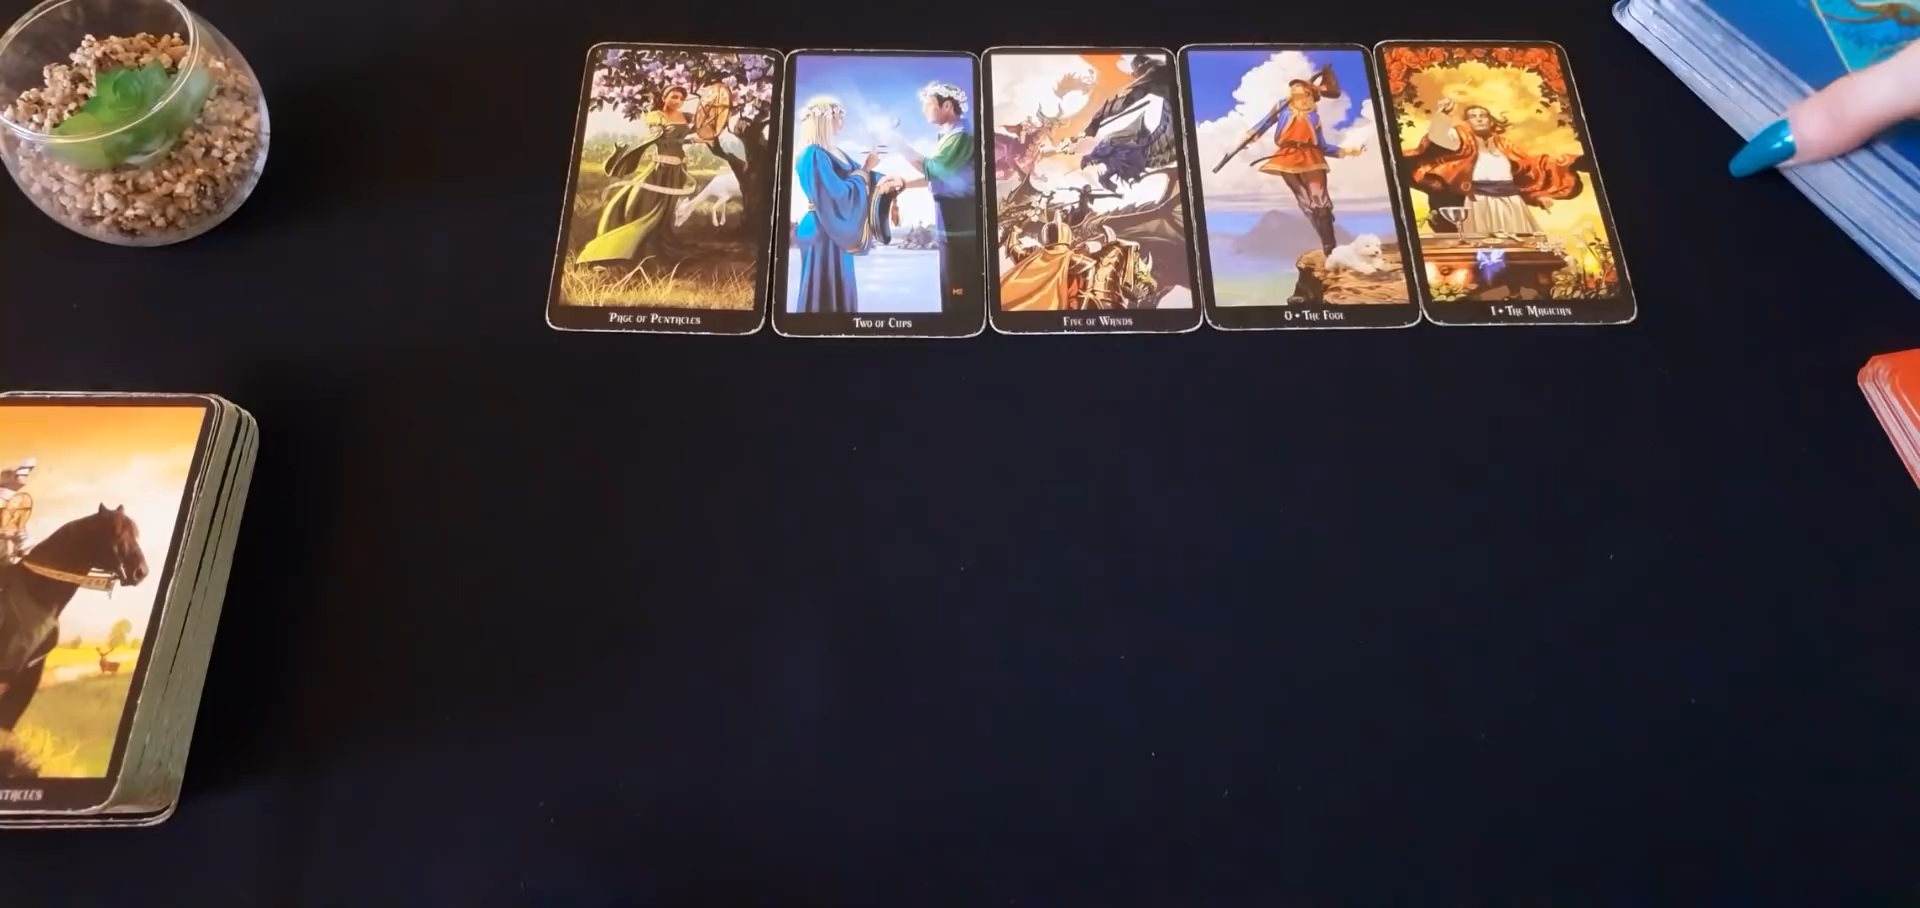 Page of Pentacles
Two of Cups
Five of Wands
0 • The Fool
I • The Magician